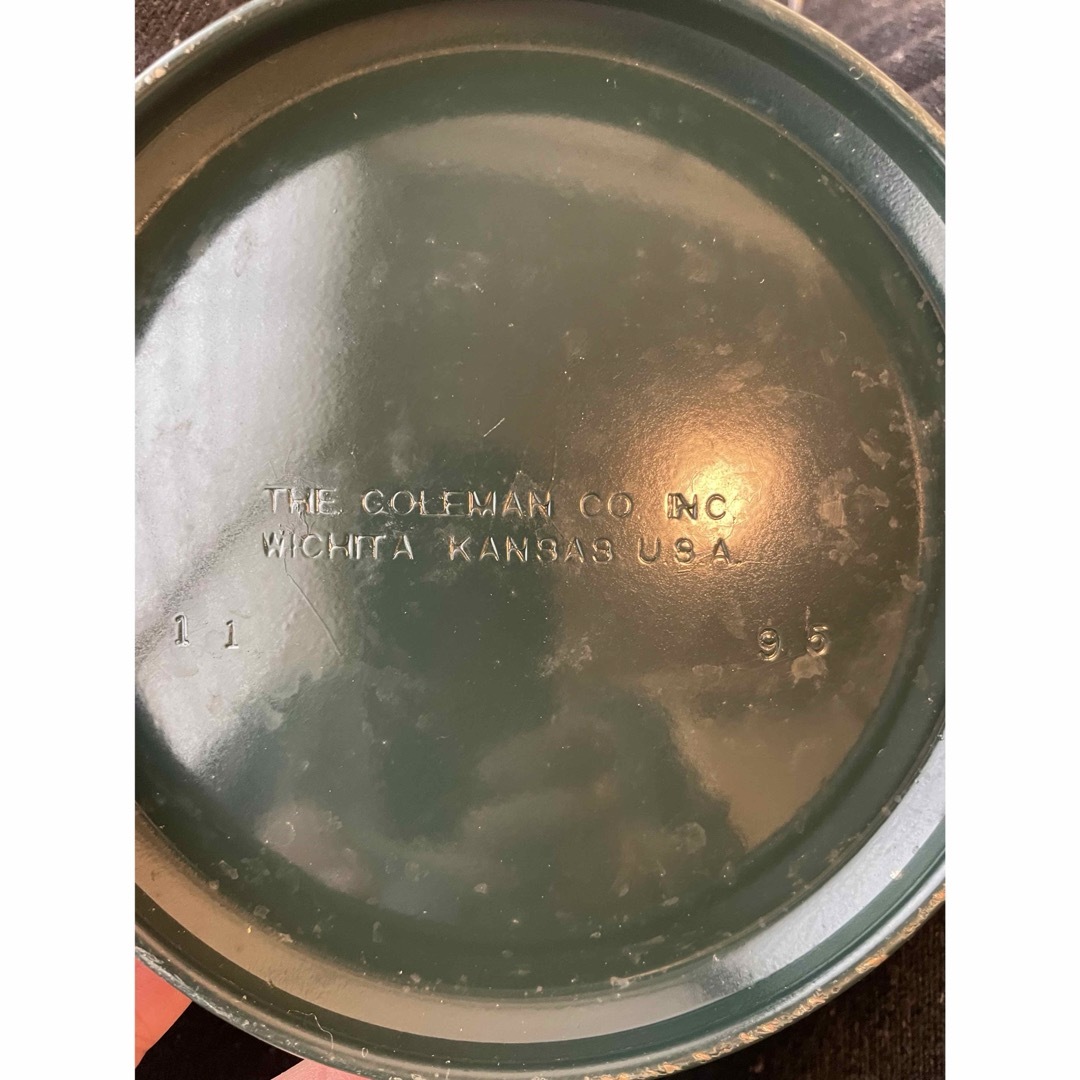 THE COLEMAN CO INC
WICHITA KANSAS U.S.A.
11 95